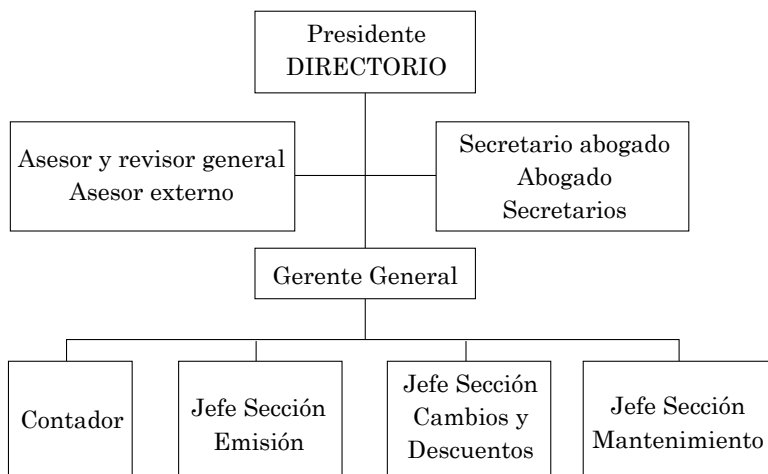 Presidente
DIRECTORIO
Asesor y revisor general
Asesor externo
Secretario abogado
Abogado
Secretarios
Gerente General
Contador
Jefe Sección
Emisión
Jefe Sección
Cambios y
Descuentos
Jefe Sección
Mantenimiento